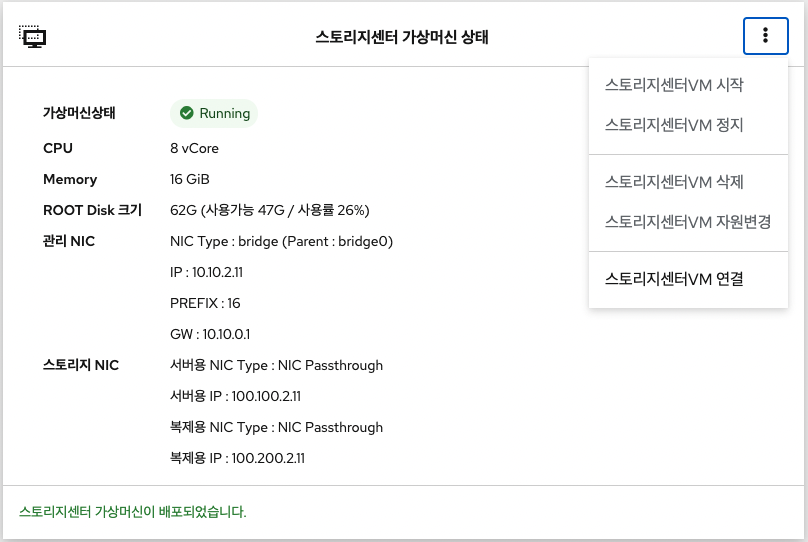 스토리지센터 가상머신 상태
스토리지센터VM 시작
스토리지센터VM 정지
스토리지센터VM 삭제
스토리지센터VM 자원변경
스토리지센터VM 연결
가상머신상태 Running
CPU 8 vCore
Memory 16 GiB
ROOT Disk 크기 62G (사용가능 47G / 사용률 26%)
관리 NIC NIC Type : bridge (Parent : bridge0)
IP : 10.10.2.11
PREFIX : 16
GW : 10.10.0.1
스토리지 NIC 서버용 NIC Type : NIC Passthrough
서버용 IP : 100.100.2.11
복제용 NIC Type : NIC Passthrough
복제용 IP : 100.200.2.11
스토리지센터 가상머신이 배포되었습니다.